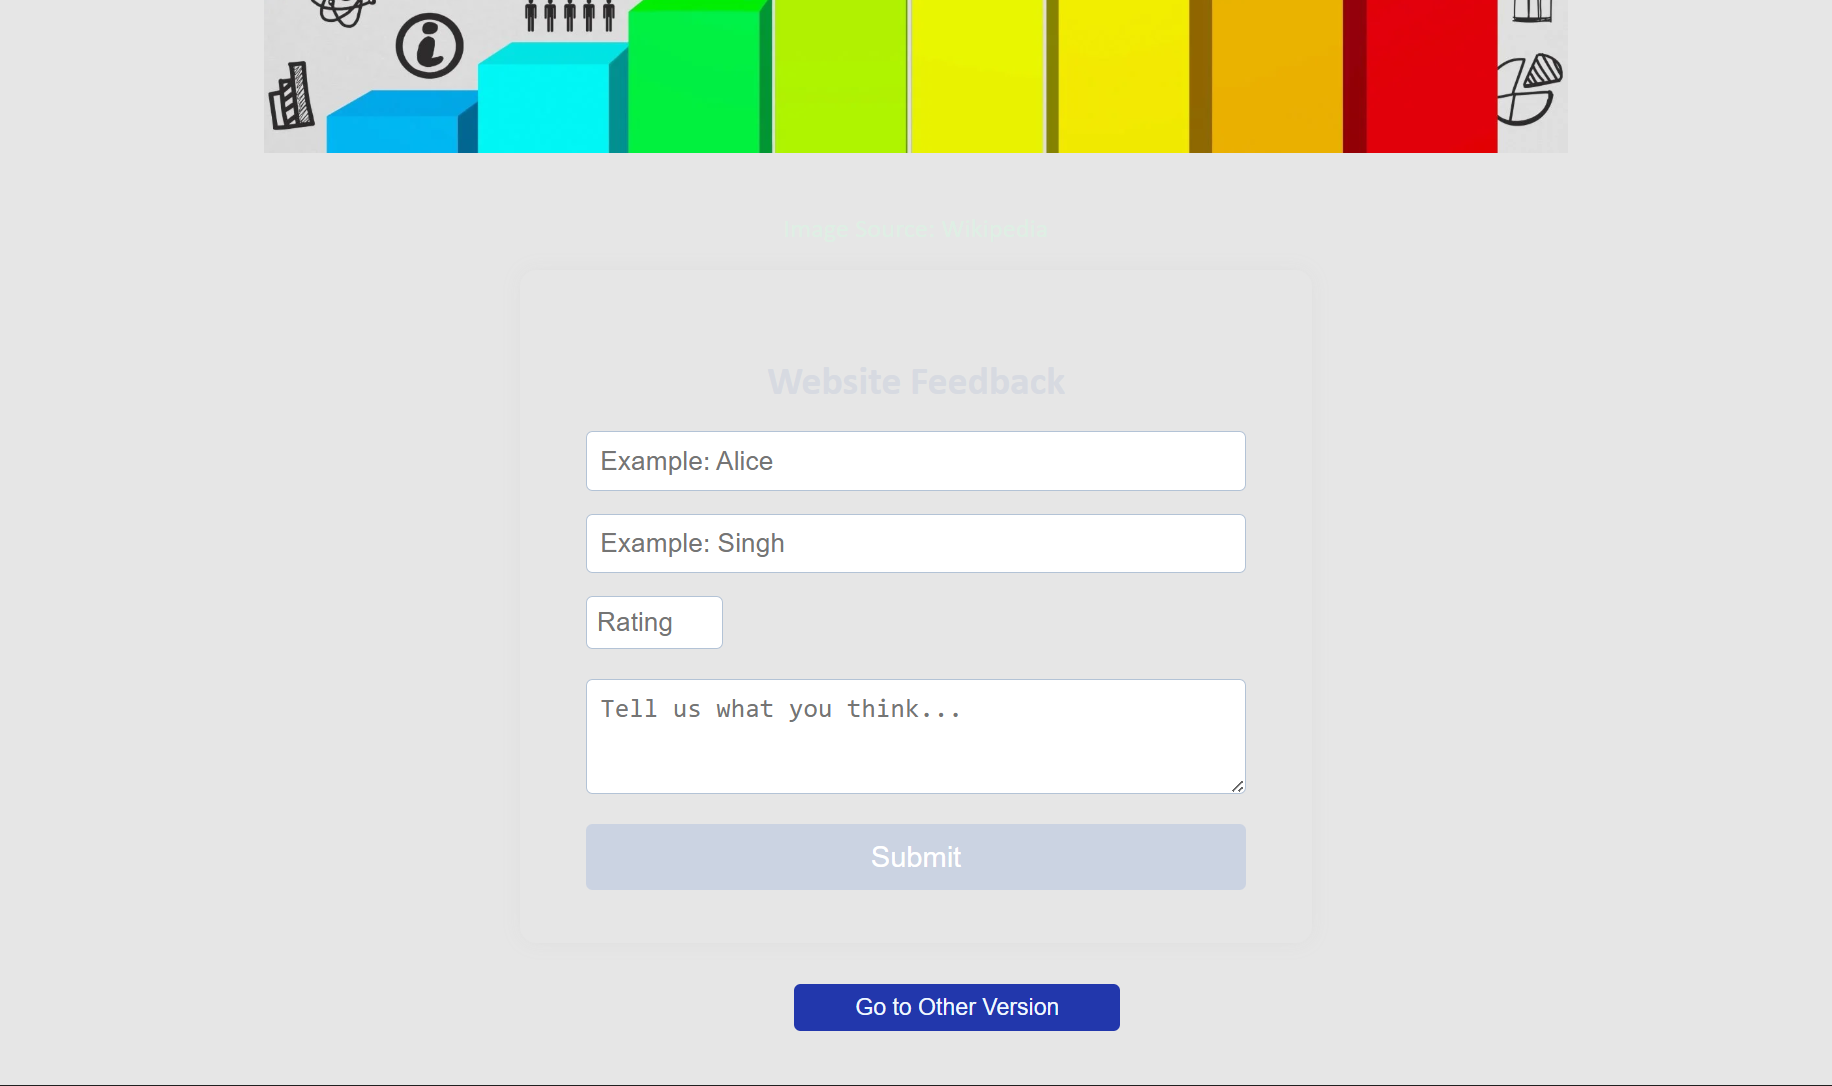 Image Source: Wikipedia
Website Feedback
Example: Alice
Example: Singh
Rating
Tell us what you think...
Submit
Go to Other Version